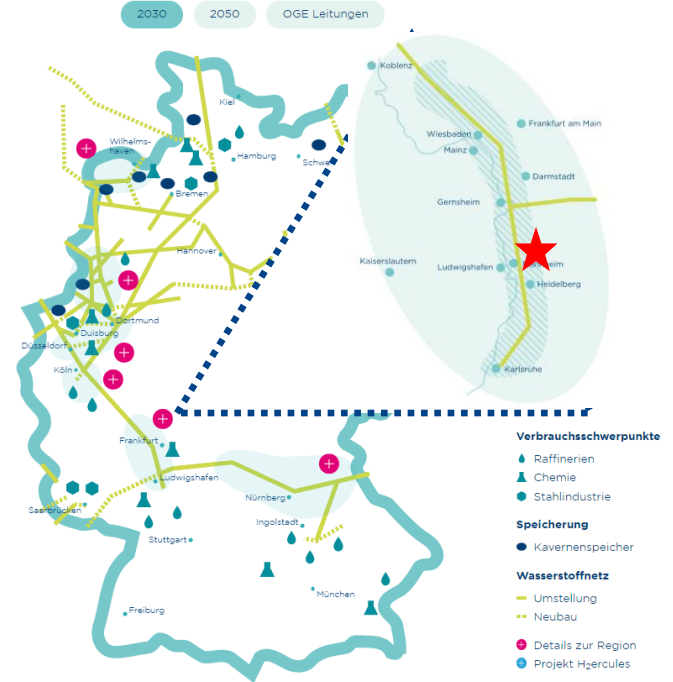 2030
2050
OGE Leitungen
Koblenz
Frankfurt am Main
Wiesbaden
Mainz
Darmstadt
Gernsheim
Kaiserslautern
Ludwigshafen
Heidelberg
Karlsruhe
Kiel
Wilhelms-
haven
Hamburg
Schwe
Bremen
Hannover
Dortmund
Duisburg
Düsseldorf
Köln
Frankfurt
Ludwigshafen
Saarbrücken
Nürnberg
Ingolstadt
Stuttgart
München
Freiburg
Verbrauchsschwerpunkte
Raffinerien
Chemie
Stahlindustrie
Speicherung
Kavernenspeicher
Wasserstoffnetz
Umstellung
Neubau
Details zur Region
Projekt H₂ercules